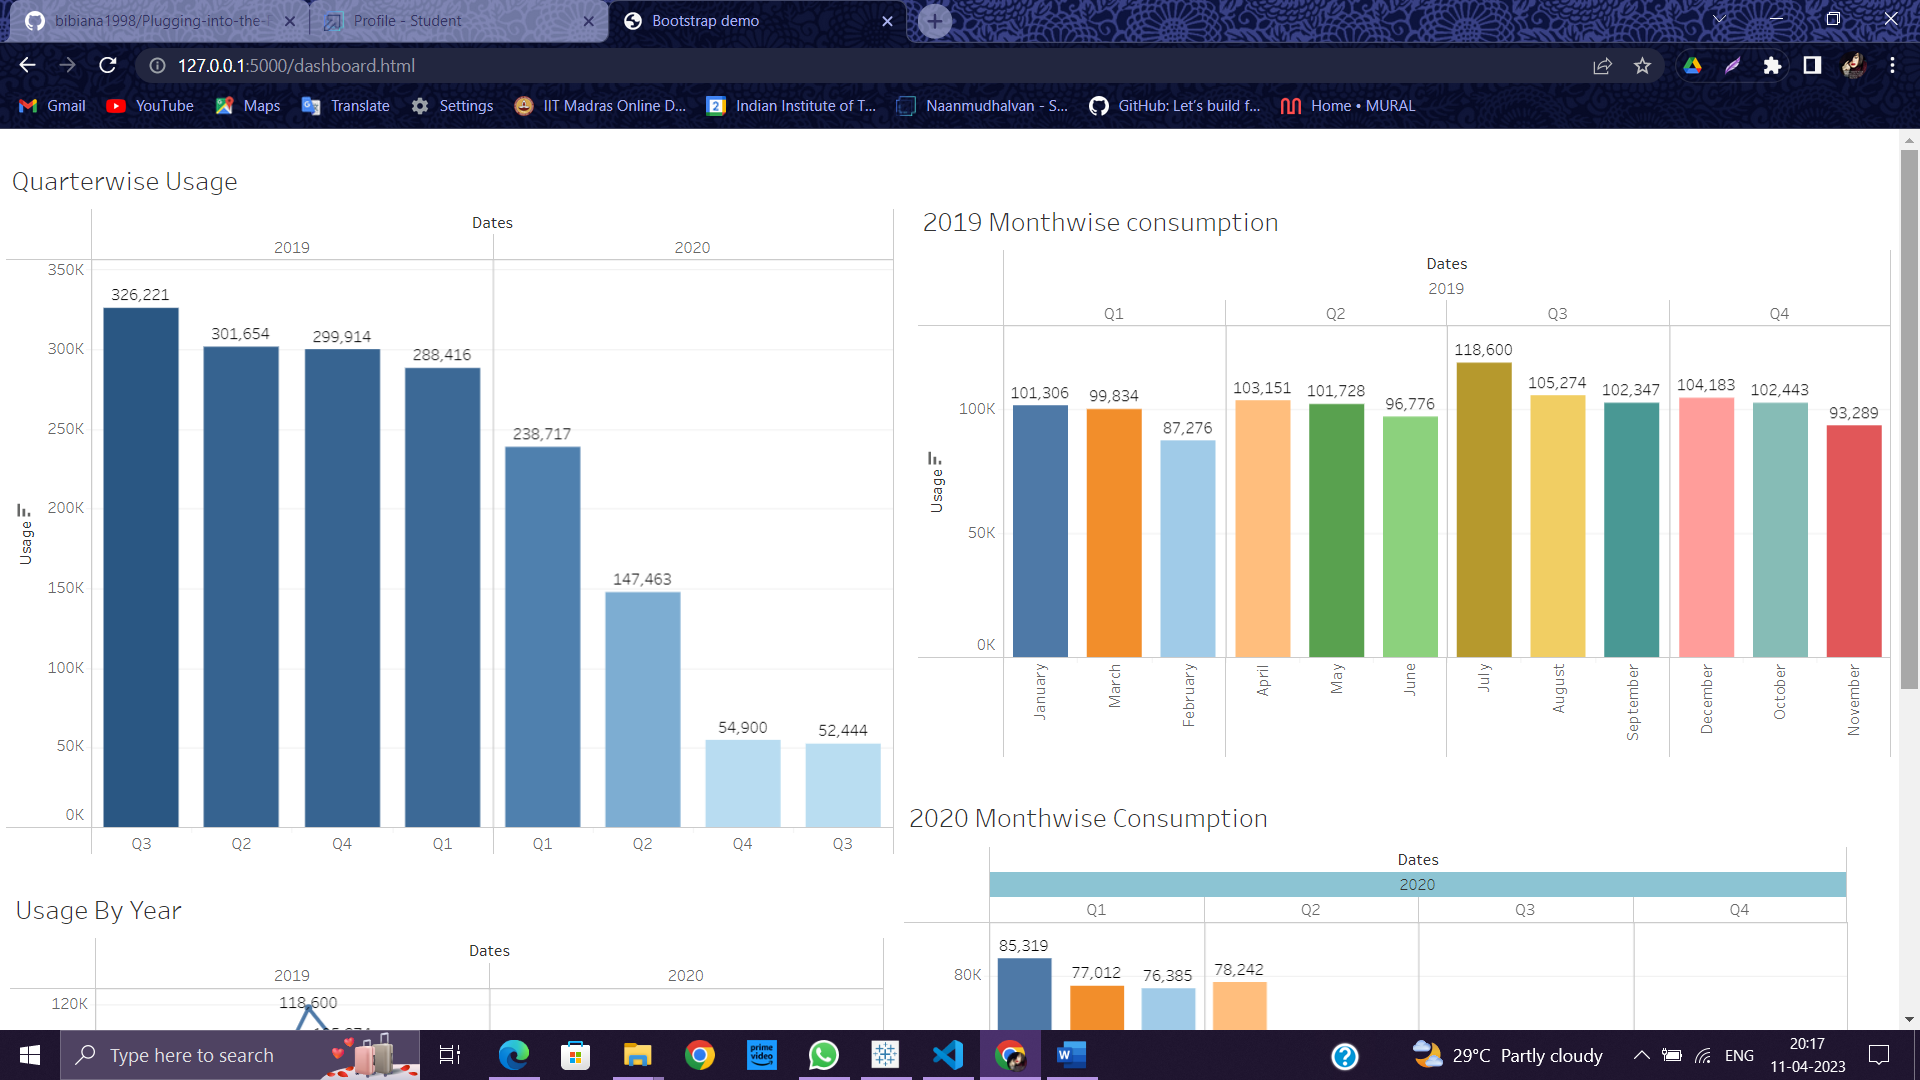 bibiana1998/Plugging-into-the-
Profile - Student
Bootstrap demo
127.0.0.1:5000/dashboard.html
Gmail
YouTube
Maps
Translate
Settings
IIT Madras Online D...
Indian Institute of T...
Naanmudhalvan - S...
GitHub: Let's build f...
Home • MURAL
Quarterwise Usage
Dates
2019 2020
Usage
350K
300K
250K
200K
150K
100K
50K
0K
326,221
301,654
299,914
288,416
238,717
147,463
54,900
52,444
Q3 Q2 Q4 Q1 Q1 Q2 Q4 Q3
2019 Monthwise consumption
Dates
2019
Q1 Q2 Q3 Q4
Usage
100K
50K
0K
101,306
99,834
87,276
103,151
101,728
96,776
118,600
105,274
102,347
104,183
102,443
93,289
January
March
February
April
May
June
July
August
September
December
October
November
Usage By Year
Dates
2019 2020
120K
118,600
2020 Monthwise Consumption
Dates
2020
Q1 Q2 Q3 Q4
80K
85,319
77,012
76,385
78,242
Type here to search
prime video
29°C Partly cloudy
ENG
20:17
11-04-2023